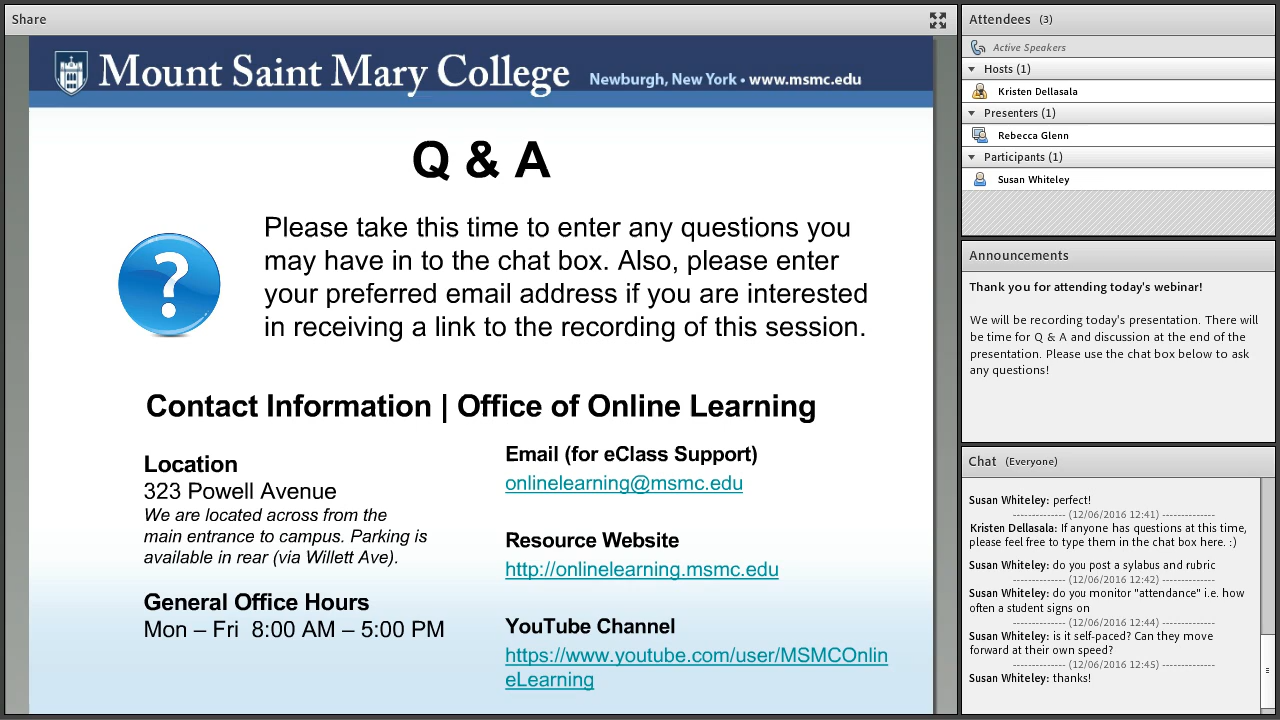 Share
Mount Saint Mary College Newburgh, New York • www.msmc.edu
Q & A
Please take this time to enter any questions you
may have in to the chat box. Also, please enter
your preferred email address if you are interested
in receiving a link to the recording of this session.
Contact Information | Office of Online Learning
Location
323 Powell Avenue
We are located across from the
main entrance to campus. Parking is
available in rear (via Willett Ave).
General Office Hours
Mon – Fri 8:00 AM – 5:00 PM
Email (for eClass Support)
onlinelearning@msmc.edu
Resource Website
http://onlinelearning.msmc.edu
YouTube Channel
https://www.youtube.com/user/MSMCOnlin
eLearning
Attendees (3)
Active Speakers
Hosts (1)
Kristen Dellasala
Presenters (1)
Rebecca Glenn
Participants (1)
Susan Whiteley
Announcements
Thank you for attending today's webinar!
We will be recording today's presentation. There will
be time for Q & A and discussion at the end of the
presentation. Please use the chat box below to ask
any questions!
Chat (Everyone)
Susan Whiteley: perfect!
-------------- (12/06/2016 12:41) --------------
Kristen Dellasala: If anyone has questions at this time,
please feel free to type them in the chat box here. :)
Susan Whiteley: do you post a sylabus and rubric
-------------- (12/06/2016 12:42) --------------
Susan Whiteley: do you monitor "attendance" i.e. how
often a student signs on
-------------- (12/06/2016 12:44) --------------
Susan Whiteley: is it self-paced? Can they move
forward at their own speed?
-------------- (12/06/2016 12:45) --------------
Susan Whiteley: thanks!